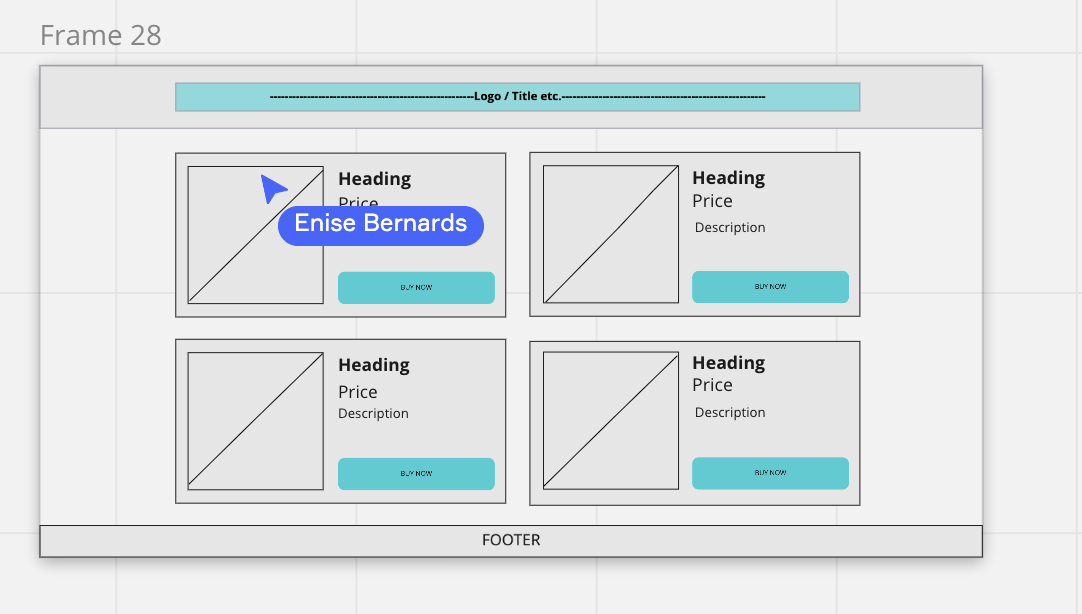 Frame 28
----------------------------------------------------Logo / Title etc.----------------------------------------------------
Heading
Price
Enise Bernards
BUY NOW
Heading
Price
Description
BUY NOW
Heading
Price
Description
BUY NOW
Heading
Price
Description
BUY NOW
FOOTER